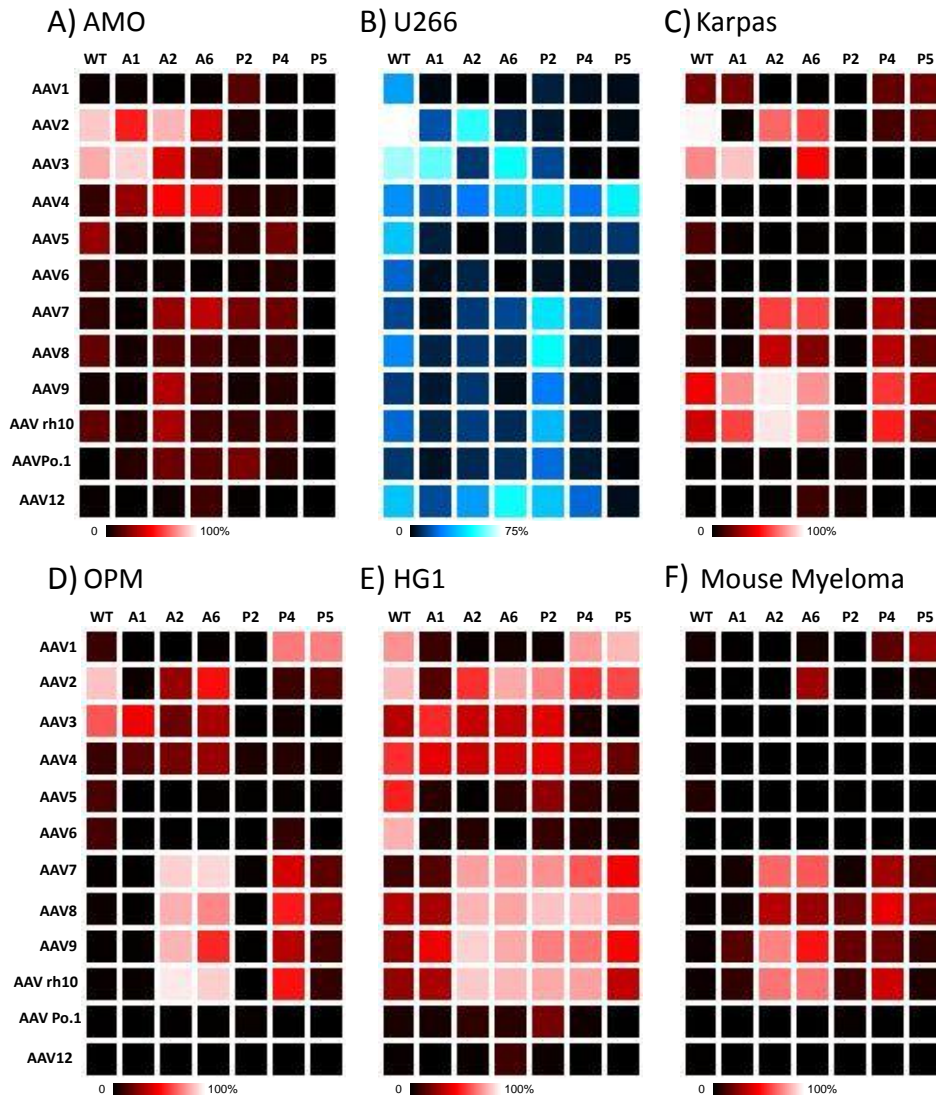 A) AMO
B) U266
C) Karpas
WT A1 A2 A6 P2 P4 P5
WT A1 A2 A6 P2 P4 P5
WT A1 A2 A6 P2 P4 P5
AAV1
AAV2
AAV3
AAV4
AAV5
AAV6
AAV7
AAV8
AAV9
AAV rh10
AAVPo.1
AAV12
0 100%
0 75%
0 100%
D) OPM
E) HG1
F) Mouse Myeloma
WT A1 A2 A6 P2 P4 P5
WT A1 A2 A6 P2 P4 P5
WT A1 A2 A6 P2 P4 P5
AAV1
AAV2
AAV3
AAV4
AAV5
AAV6
AAV7
AAV8
AAV9
AAV rh10
AAV Po.1
AAV12
0 100%
0 100%
0 100%